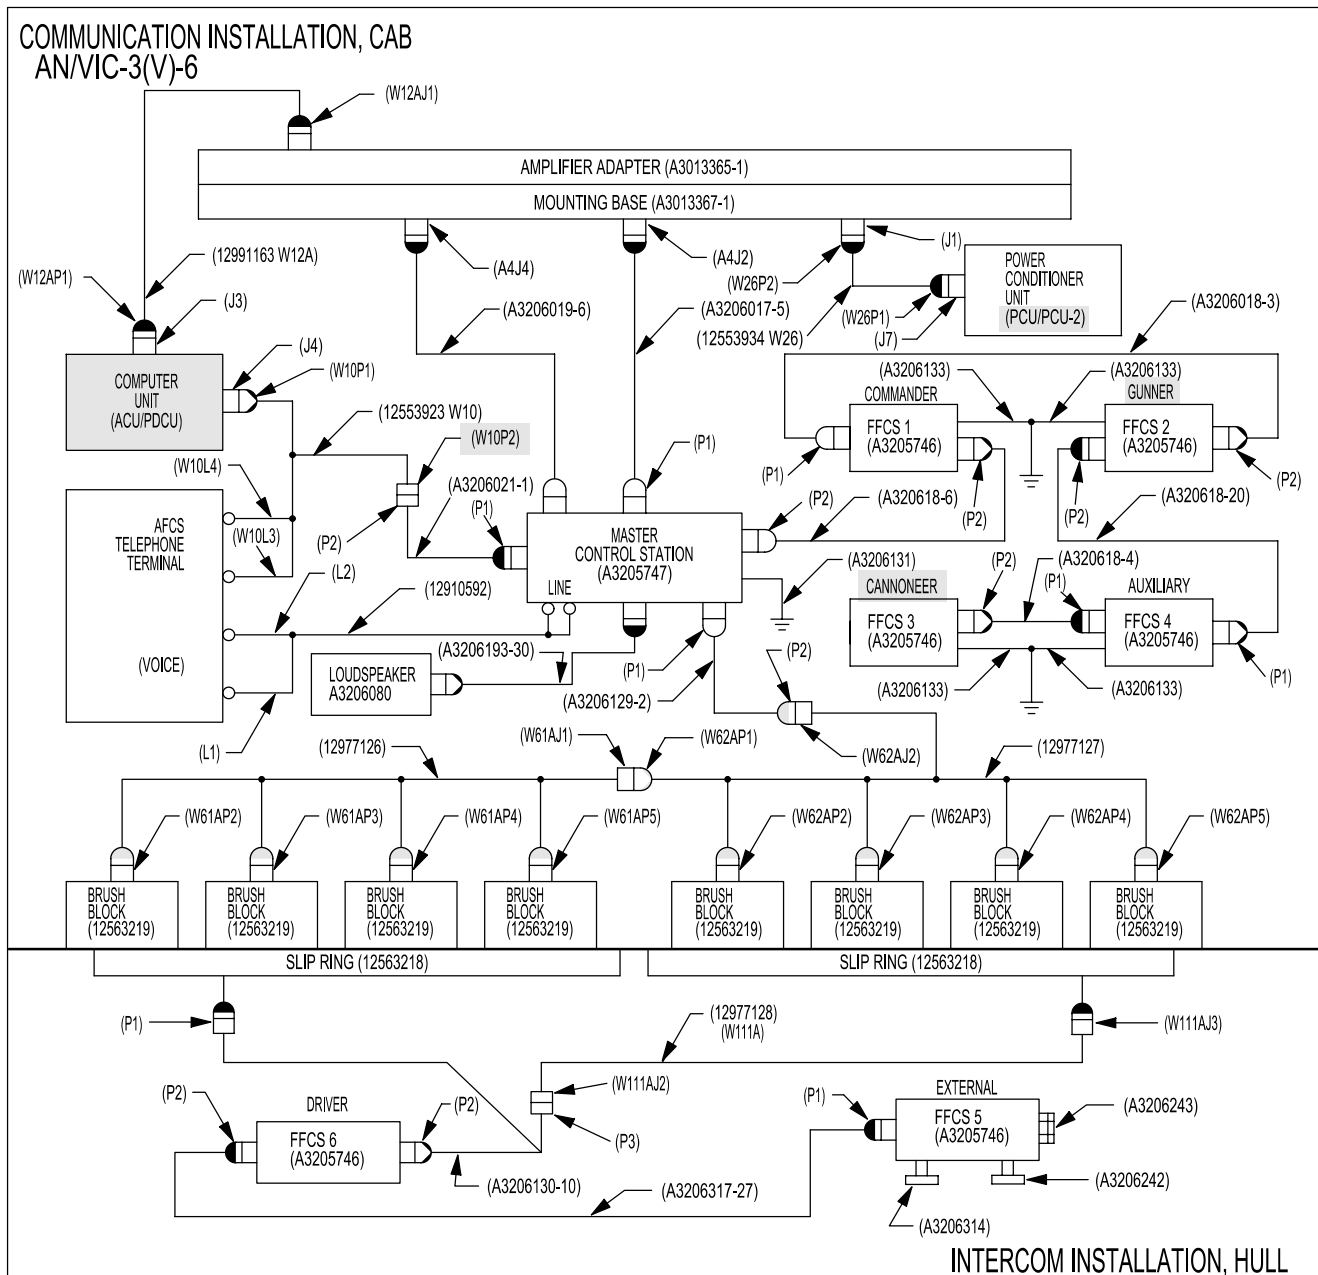 COMMUNICATION INSTALLATION, CAB
AN/VIC-3(V)-6
(W12AJ1)
AMPLIFIER ADAPTER (A3013365-1)
MOUNTING BASE (A3013367-1)
(12991163 W12A)
(W12AP1)
(J3)
(A4J4)
(A4J2)
(J1)
(W26P2)
POWER
CONDITIONER
UNIT
(PCU/PCU-2)
(A3206019-6)
(A3206017-5)
(12553934 W26)
(W26P1)
(J7)
(A3206018-3)
(J4)
(W10P1)
COMPUTER
UNIT
(ACU/PDCU)
(A3206133)
(A3206133)
COMMANDER
GUNNER
(12553923 W10)
(W10P2)
FFCS 1
(A3205746)
FFCS 2
(A3205746)
(P1)
(P1)
(P2)
(P2)
(P2)
(W10L4)
(A3206021-1)
(P1)
(P2)
(A320618-6)
(A320618-20)
AFCS
TELEPHONE
TERMINAL
(W10L3)
(P2)
MASTER
CONTROL STATION
(A3205747)
(L2)
(12910592)
LINE
(A3206131)
(P2)
(A320618-4)
(P1)
CANNONEER
AUXILIARY
FFCS 3
(A3205746)
FFCS 4
(A3205746)
(VOICE)
(A3206193-30)
(P1)
(P2)
(P1)
LOUDSPEAKER
A3206080
(A3206129-2)
(A3206133)
(A3206133)
(L1)
(12977126)
(W61AJ1)
(W62AP1)
(W62AJ2)
(12977127)
(W61AP2)
(W61AP3)
(W61AP4)
(W61AP5)
(W62AP2)
(W62AP3)
(W62AP4)
(W62AP5)
BRUSH
BLOCK
(12563219)
BRUSH
BLOCK
(12563219)
BRUSH
BLOCK
(12563219)
BRUSH
BLOCK
(12563219)
BRUSH
BLOCK
(12563219)
BRUSH
BLOCK
(12563219)
BRUSH
BLOCK
(12563219)
BRUSH
BLOCK
(12563219)
SLIP RING (12563218)
SLIP RING (12563218)
(P1)
(12977128)
(W111A)
(W111AJ3)
(W111AJ2)
(P2)
DRIVER
(P2)
(P3)
(P1)
EXTERNAL
FFCS 5
(A3205746)
(A3206243)
FFCS 6
(A3205746)
(A3206130-10)
(A3206317-27)
(A3206242)
(A3206314)
INTERCOM INSTALLATION, HULL